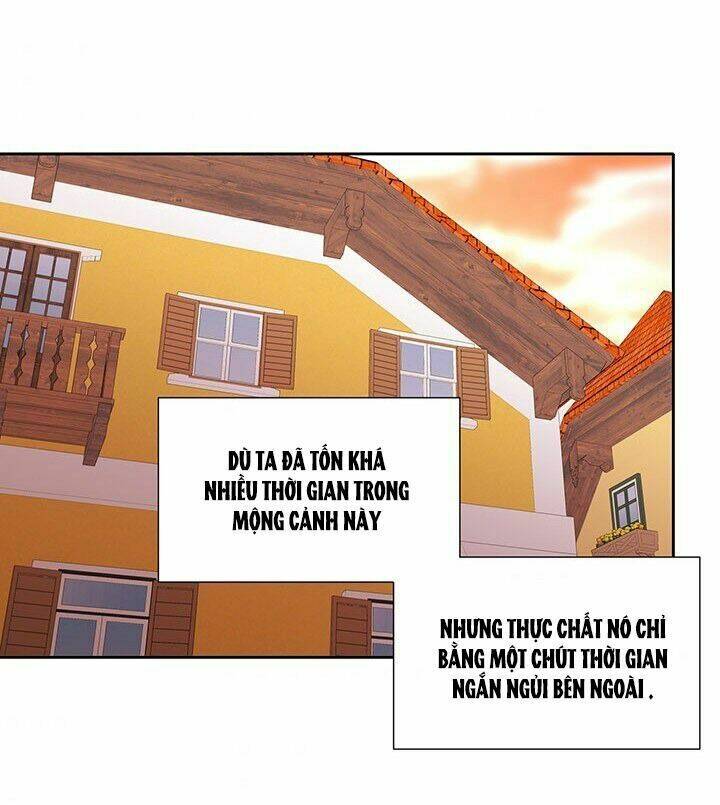 DÙ TA ĐÃ TỐN KHÁ
NHIỀU THỜI GIAN TRONG
MỘNG CẢNH NÀY
NHƯNG THỰC CHẤT NÓ CHỈ
BẰNG MỘT CHÚT THỜI GIAN
NGẮN NGỦI BÊN NGOÀI .